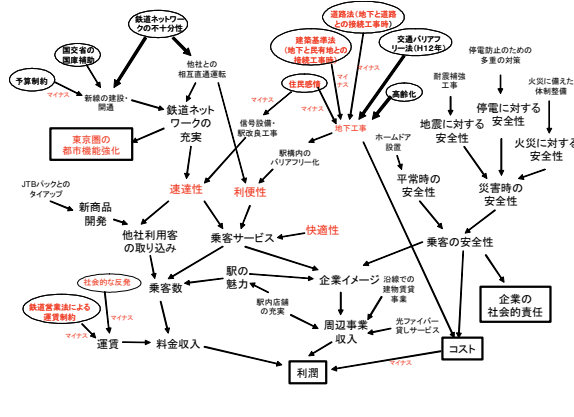 鉄道ネットワー
クの不十分性
国交省の
国庫補助
予算制約
新線の建設・
開通
マイナス
他社との
相互直通運転
鉄道ネット
ワークの
充実
東京圏の
都市機能強化
道路法(地下と道路
との接続工事時)
建築基準法
(地下と民有地との
接続工事時)
マイ
ナス
マイナス
交通バリアフ
リー法(H12年)
住民感情
マイナス
マイナス
高齢化
信号設備・
駅改良工事
地下工事
駅構内の
バリアフリー化
ホームドア
設置
停電防止のための
多重の対策
耐震補強
工事
火災に備えた
体制整備
停電に対する
安全性
地震に対する
安全性
火災に対する
安全性
平常時の
安全性
災害時の
安全性
JTBパックとの
タイアップ
新商品
開発
速達性
利便性
他社利用客
の取り込み
乗客サービス
快適性
乗客の安全性
社会的な反発
マイナス
鉄道営業法による
運賃制約
マイナス
乗客数
駅の
魅力
企業イメージ
沿線での
建物賃貸
事業
駅内店舗
の充実
周辺事業
収入
光ファイバー
貸しサービス
企業の
社会的責任
運賃
料金収入
利潤
マイナス
コスト